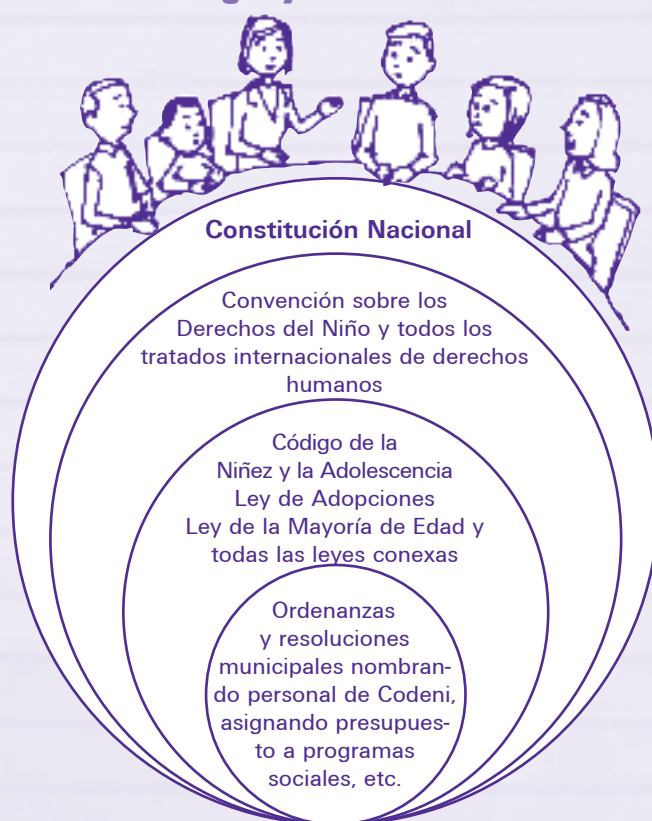 Constitución Nacional
Convención sobre los
Derechos del Niño y todos los
tratados internacionales de derechos
humanos
Código de la
Niñez y la Adolescencia
Ley de Adopciones
Ley de la Mayoría de Edad y
todas las leyes conexas
Ordenanzas
y resoluciones
municipales nombran-
do personal de Codeni,
asignando presupues-
to a programas
sociales, etc.